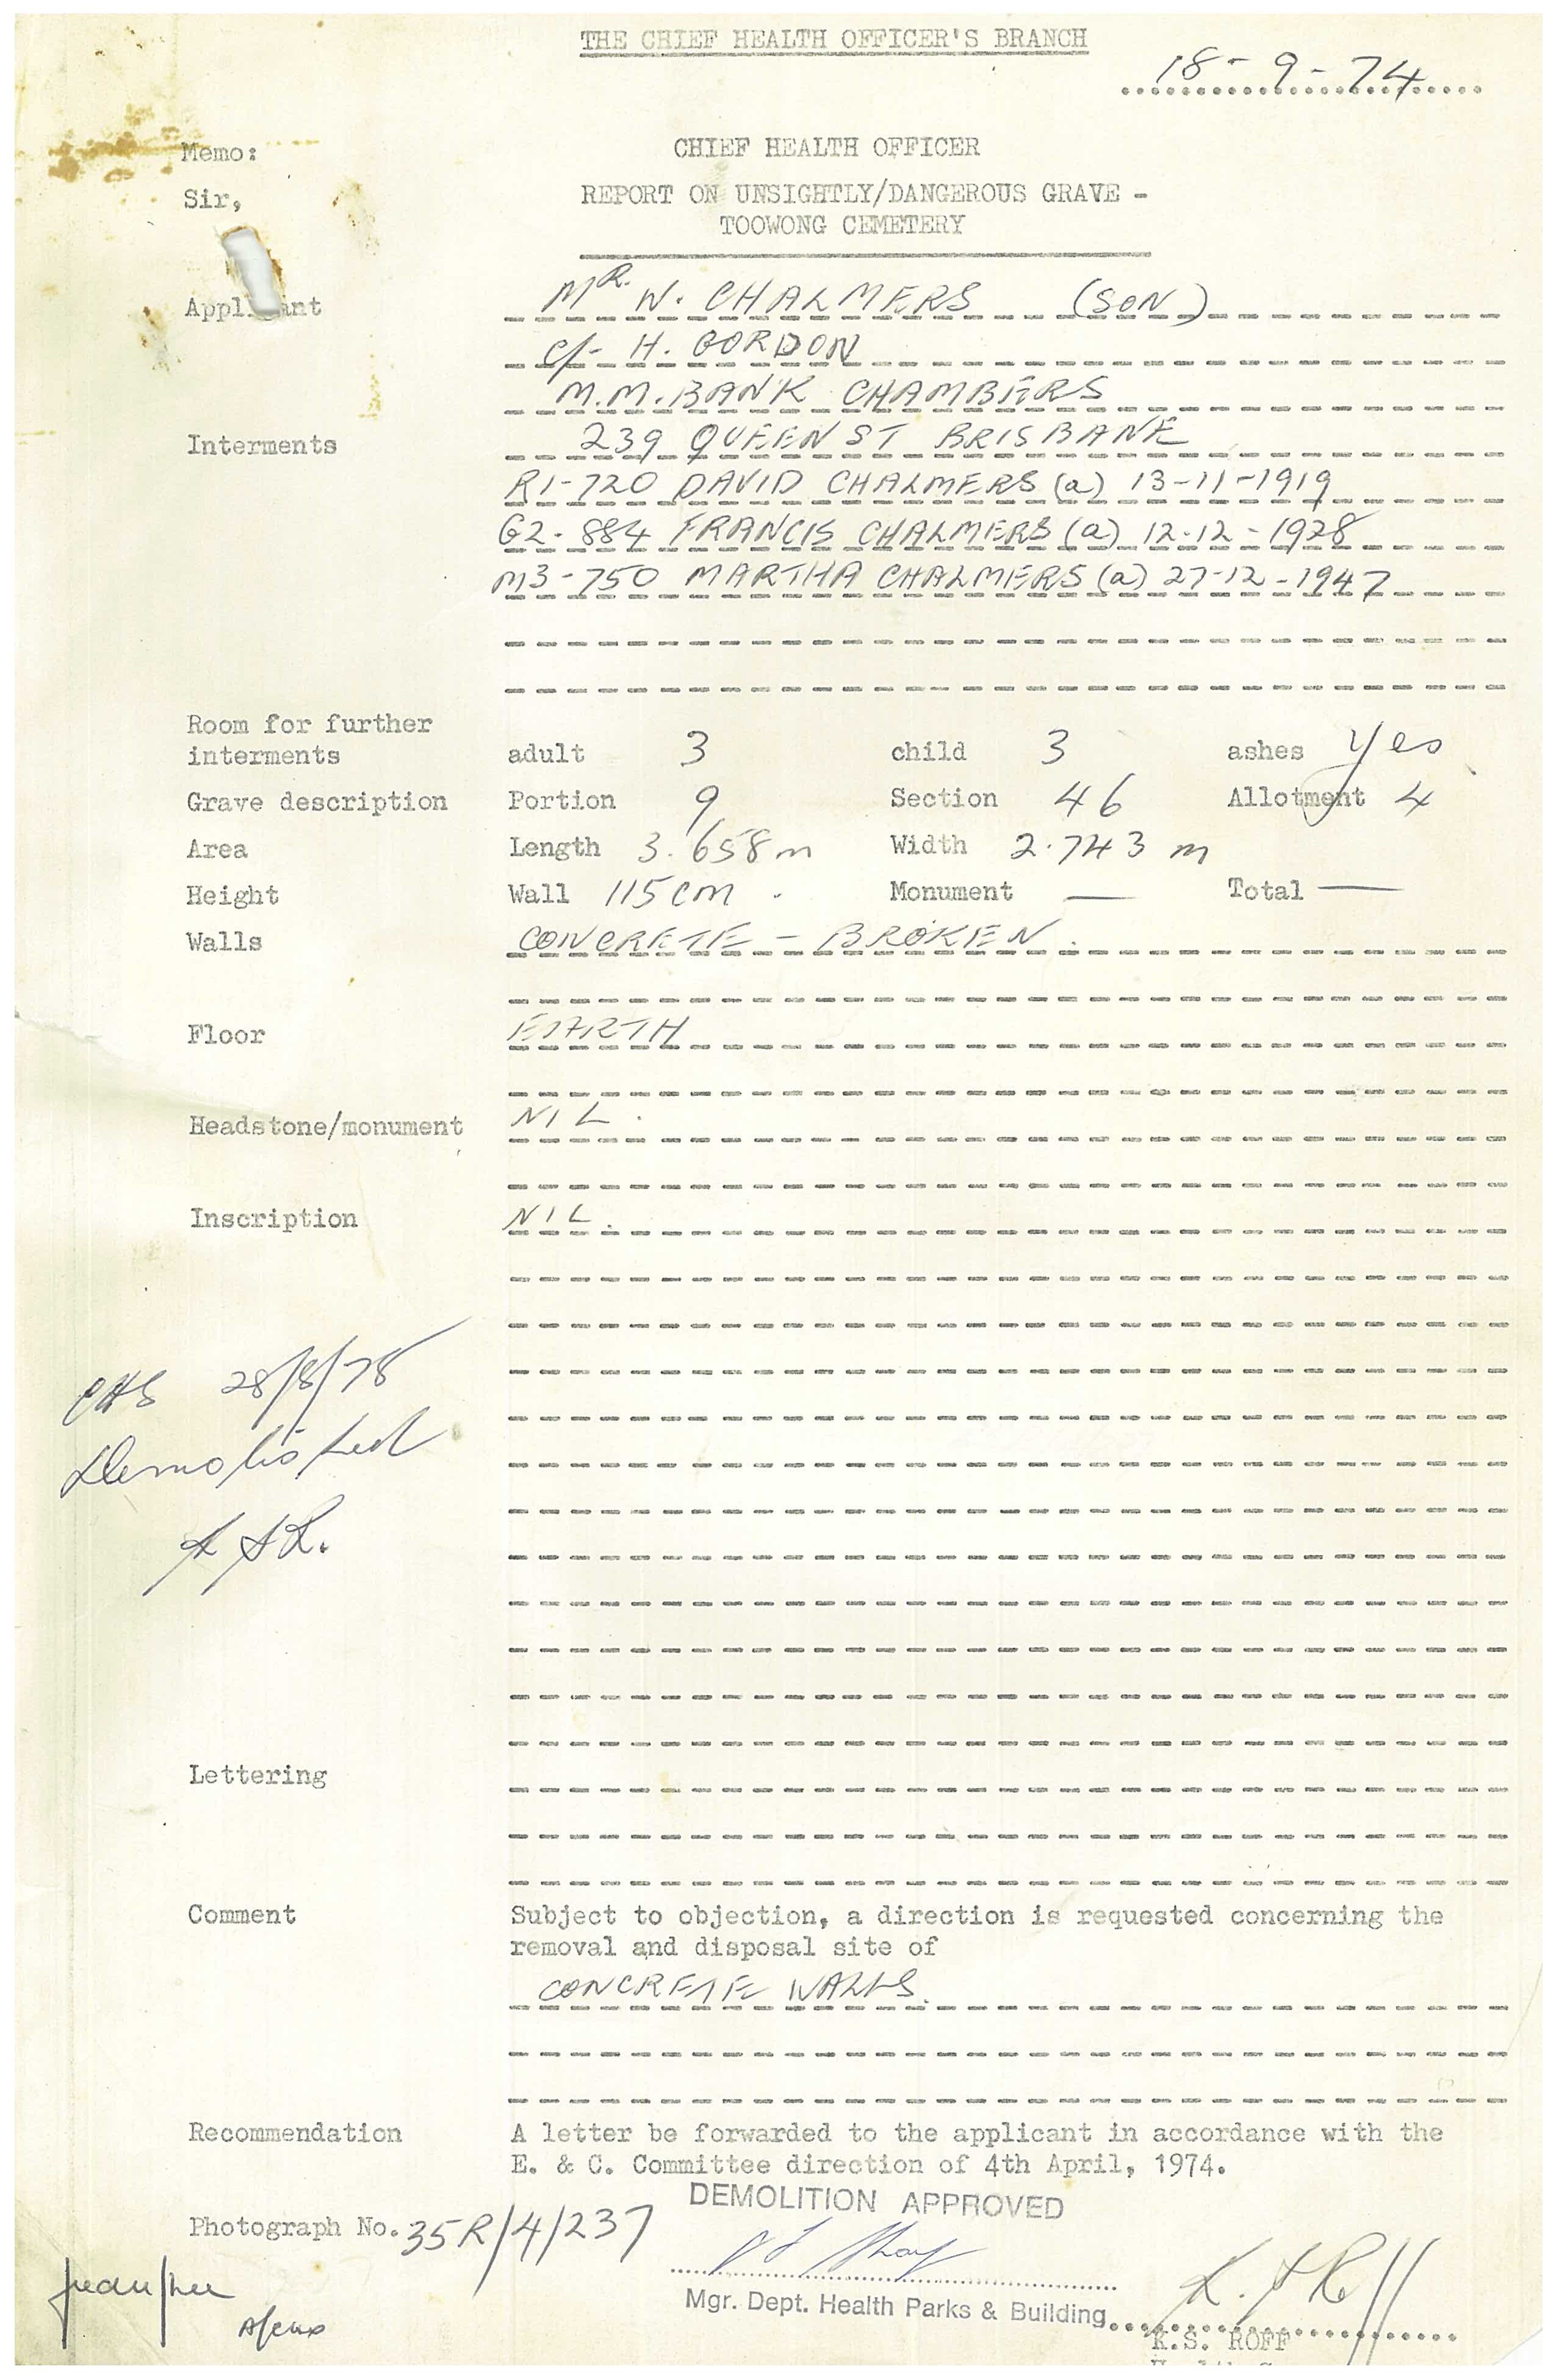 THE CHIEF HEALTH OFFICER'S BRANCH
18-9-74
Memo:
CHIEF HEALTH OFFICER
Sir,
REPORT ON UNSIGHTLY/DANGEROUS GRAVE -
TOOWONG CEMETERY
Appl ant MR. W. CHALMERS (SON)
C/- H. GORDON
M.M. BANK CHAMBERS
Interments 239 QUEEN ST BRISBANE
R1-720 DAVID CHALMERS (a) 13-11-1919
G2-884 FRANCIS CHALMERS (a) 12-12-1928
M3-750 MARTHA CHALMERS (a) 27-12-1947
Room for further
interments adult 3 child 3 ashes Yes
Grave description Portion 9 Section 46 Allotment 4
Area Length 3.658m Width 2.743 m
Height Wall 115 cm. Monument — Total —
Walls CONCRETE - BROKEN.
Floor EARTH
Headstone/monument NIL.
Inscription NIL.
28/8/78
Demolished
Lettering
Comment Subject to objection, a direction is requested concerning the
removal and disposal site of
CONCRETE WALLS.
Recommendation A letter be forwarded to the applicant in accordance with the
E. & C. Committee direction of 4th April, 1974.
DEMOLITION APPROVED
Photograph No. 35R/4/237
Mgr. Dept. Health Parks & Building
K.S. Roff
K.S. ROFF